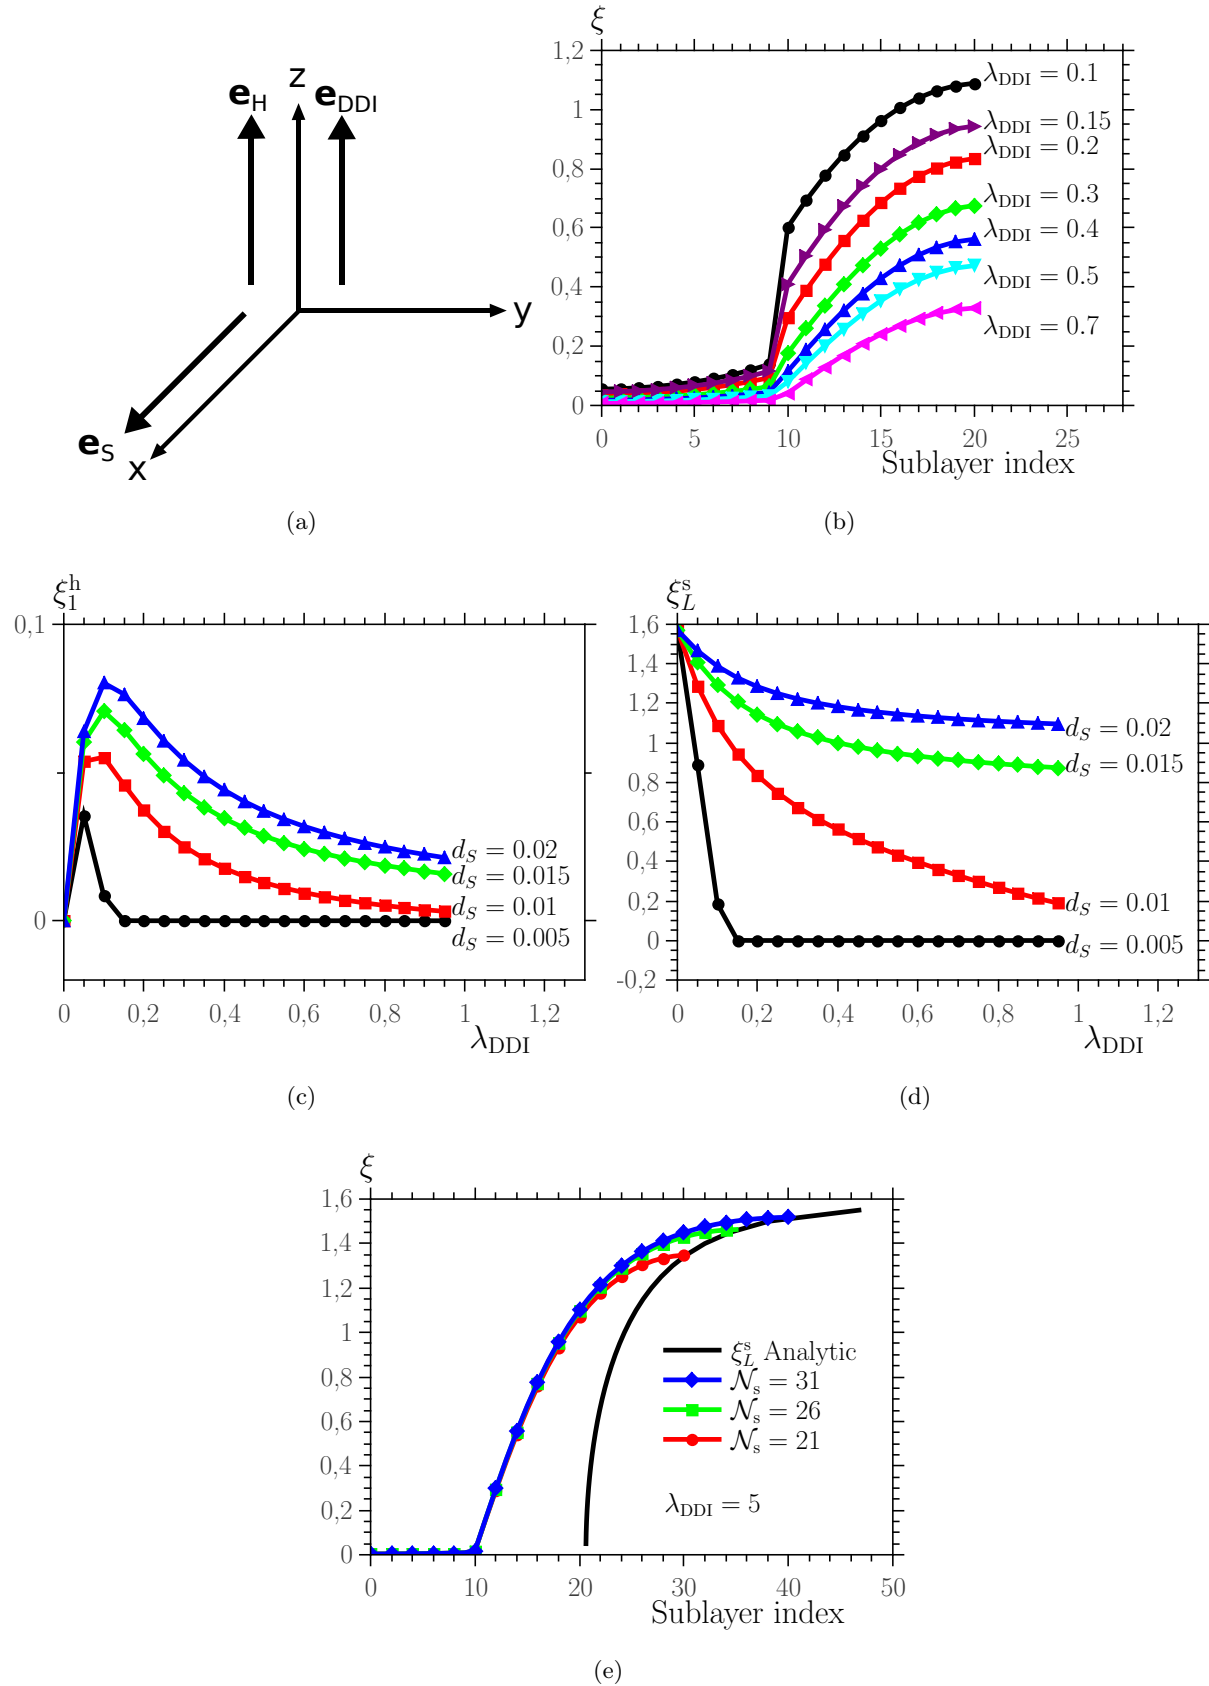 z
e_H
e_DDI
y
e_S
x
(a)
ξ
1,2
1
0,8
0,6
0,4
0,2
0
0 5 10 15 20 25
Sublayer index
λ_DDI = 0.1
λ_DDI = 0.15
λ_DDI = 0.2
λ_DDI = 0.3
λ_DDI = 0.4
λ_DDI = 0.5
λ_DDI = 0.7
(b)
ξ_1^h
0,1
0
0 0,2 0,4 0,6 0,8 1 1,2
λ_DDI
d_S = 0.02
d_S = 0.015
d_S = 0.01
d_S = 0.005
(c)
ξ_L^s
1,6
1,4
1,2
1
0,8
0,6
0,4
0,2
0
-0,2
0 0,2 0,4 0,6 0,8 1 1,2
λ_DDI
d_S = 0.02
d_S = 0.015
d_S = 0.01
d_S = 0.005
(d)
ξ
1,6
1,4
1,2
1
0,8
0,6
0,4
0,2
0
0 10 20 30 40 50
Sublayer index
ξ_L^s Analytic
𝒩_s = 31
𝒩_s = 26
𝒩_s = 21
λ_DDI = 5
(e)